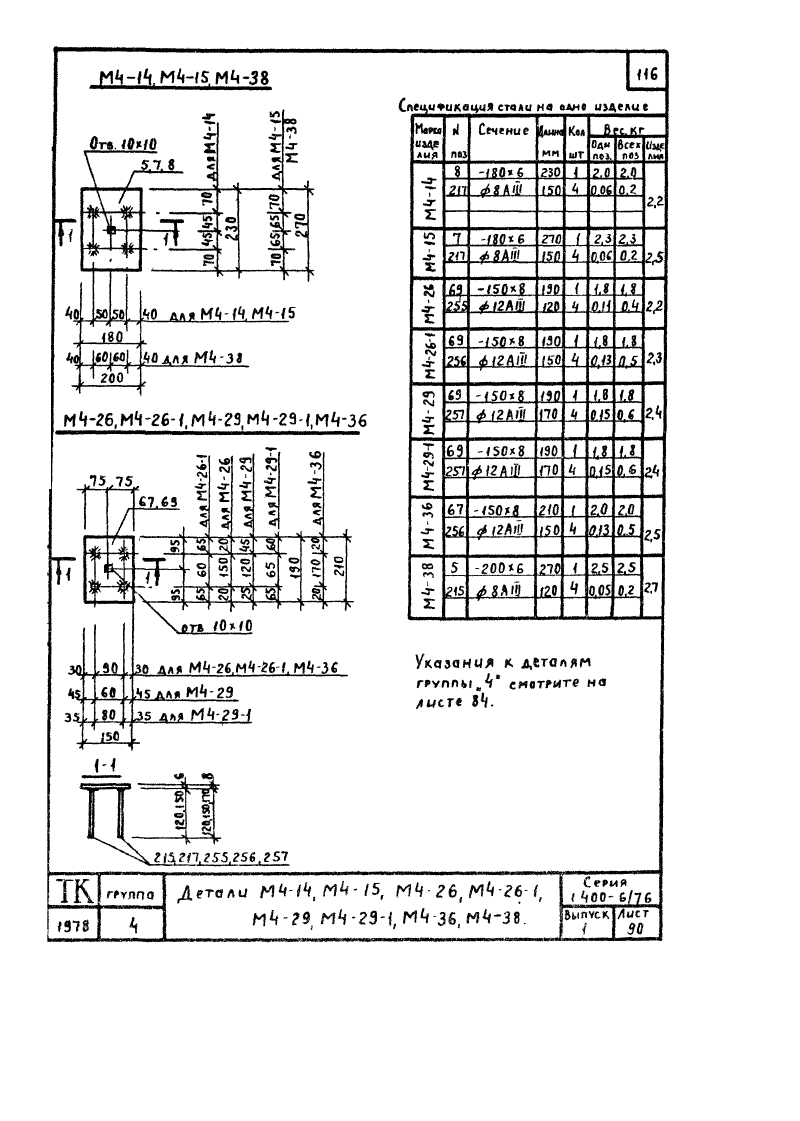 116
М4-14, М4-15, М4-38
Отв. 10×10
5,7,8
для М4-14
для М4-15
М4-38
70 45 45 70
230
70 65 65 70
270
1 1
40 50 50 40 для М4-14, М4-15
180
40 60 60 40 для М4-38
200
М4-26, М4-26-1, М4-29, М4-29-1, М4-36
75 75
67,69
для М4-26-1
для М4-26
для М4-29
для М4-29-1
для М4-36
95 95
65 60 65
20 150 20
45 120 25
60 65 65
190
20 170 20
210
1 1
отв 10×10
30 90 30 для М4-26, М4-26-1, М4-36
45 60 45 для М4-29
35 80 35 для М4-29-1
150
1-1
120,150 6
120,150,170 8
215,217,255,256,257
Спецификация стали на одно изделие
Марка изделия N поз Сечение Длина мм Кол шт Вес, кг
Одн поз. Всех поз Изделия
М4-14 8 -180×6 230 1 2,0 2,0 2,2
217 ф8АIII 150 4 0,06 0,2
М4-15 7 -180×6 270 1 2,3 2,3 2,5
217 ф8АIII 150 4 0,06 0,2
М4-26 69 -150×8 190 1 1,8 1,8 2,2
255 ф12АIII 120 4 0,11 0,4
М4-26-1 69 -150×8 190 1 1,8 1,8 2,3
256 ф12АIII 150 4 0,13 0,5
М4-29 69 -150×8 190 1 1,8 1,8 2,4
257 ф12АIII 170 4 0,15 0,6
М4-29-1 69 -150×8 190 1 1,8 1,8 2,4
257 ф12АIII 170 4 0,15 0,6
М4-36 67 -150×8 210 1 2,0 2,0 2,5
256 ф12АIII 150 4 0,13 0,5
М4-38 5 -200×6 270 1 2,5 2,5 2,7
215 ф8АIII 120 4 0,05 0,2
Указания к деталям
группы „4" смотрите на
листе 84.
ТК группа Детали М4-14, М4-15, М4-26, М4-26-1, Серия 1 400-6/76
1978 4 М4-29, М4-29-1, М4-36, М4-38. Выпуск 1 Лист 90